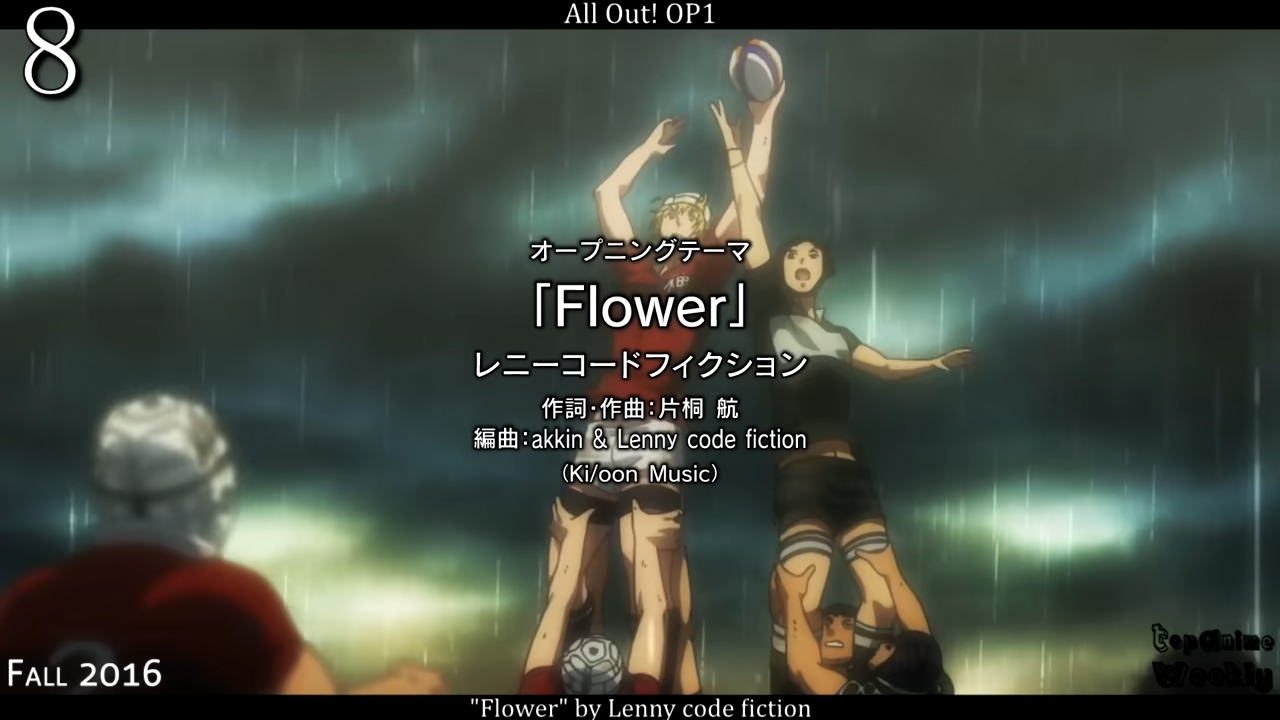 All Out! OP1
8
オープニングテーマ
「Flower」
レニーコードフィクション
作詞・作曲：片桐 航
編曲：akkin & Lenny code fiction
(Ki/oon Music)
topanime
Weekly
FALL 2016
"Flower" by Lenny code fiction